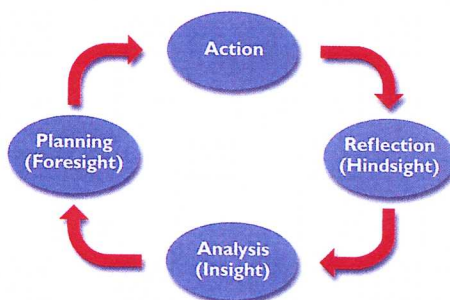 Action
Reflection
(Hindsight)
Analysis
(Insight)
Planning
(Foresight)